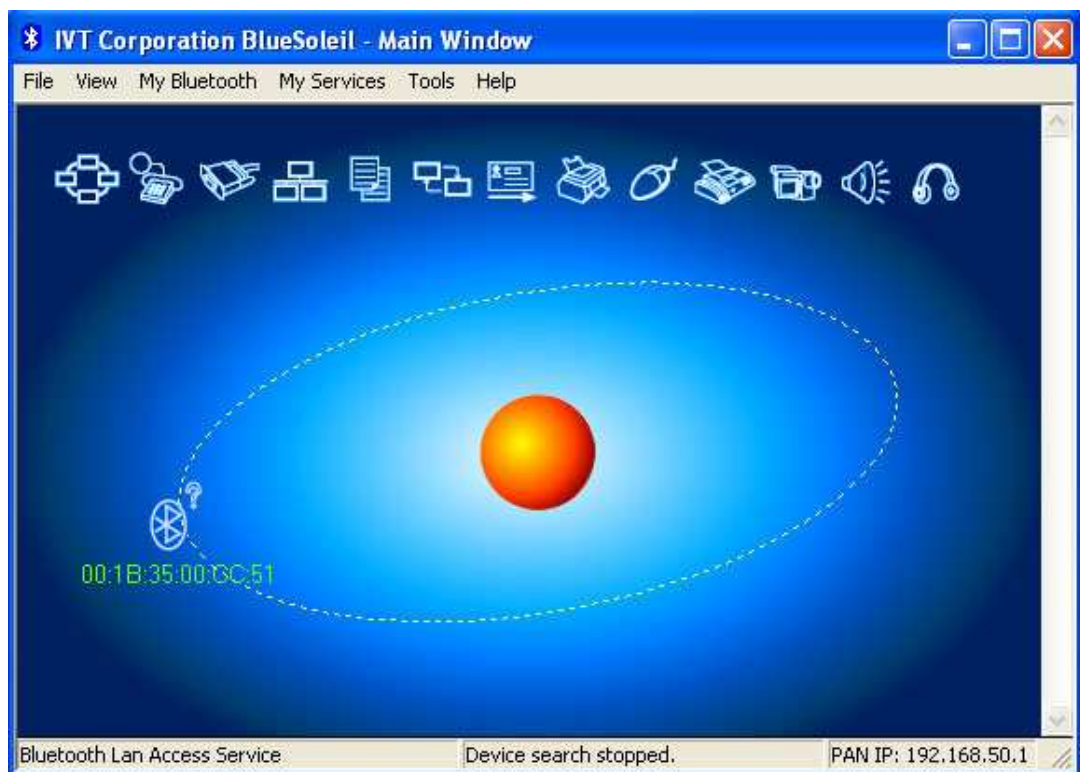 IVT Corporation BlueSoleil - Main Window
File View My Bluetooth My Services Tools Help
?
00:1B:35:00:GC:51
Bluetooth Lan Access Service Device search stopped. PAN IP: 192.168.50.1